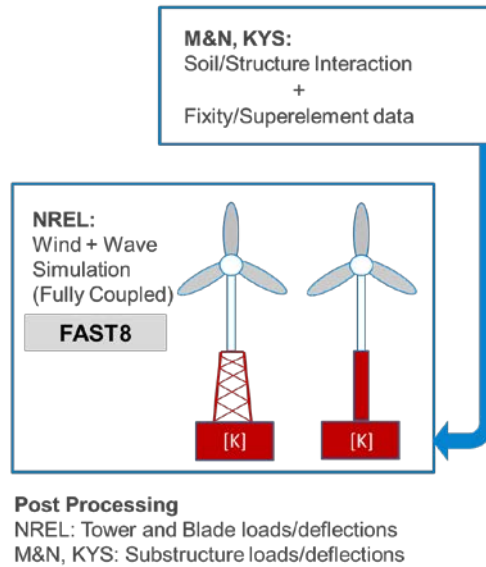 M&N, KYS:
Soil/Structure Interaction
+
Fixity/Superelement data
NREL:
Wind + Wave
Simulation
(Fully Coupled)
FAST8
[K]
[K]
Post Processing
NREL: Tower and Blade loads/deflections
M&N, KYS: Substructure loads/deflections